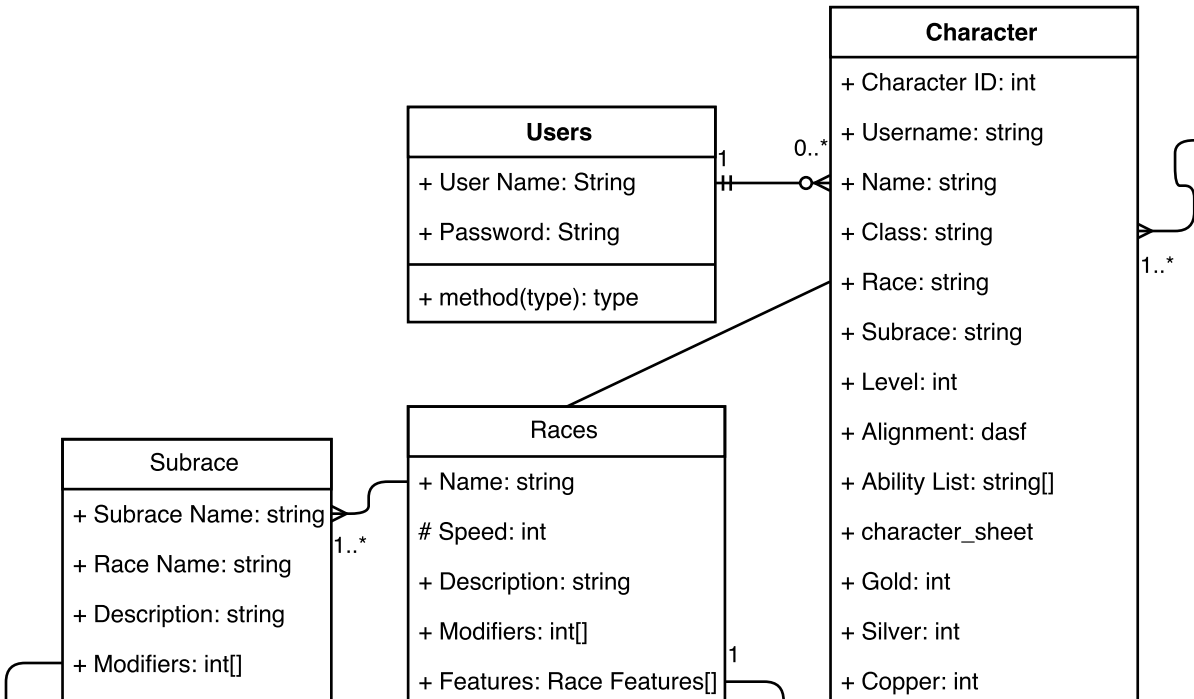 Character
+ Character ID: int
+ Username: string
+ Name: string
+ Class: string
+ Race: string
+ Subrace: string
+ Level: int
+ Alignment: dasf
+ Ability List: string[]
+ character_sheet
+ Gold: int
+ Silver: int
+ Copper: int
1..*
Users
+ User Name: String
+ Password: String
+ method(type): type
1
0..*
Races
+ Name: string
# Speed: int
+ Description: string
+ Modifiers: int[]
+ Features: Race Features[]
1
Subrace
+ Subrace Name: string
+ Race Name: string
+ Description: string
+ Modifiers: int[]
1..*